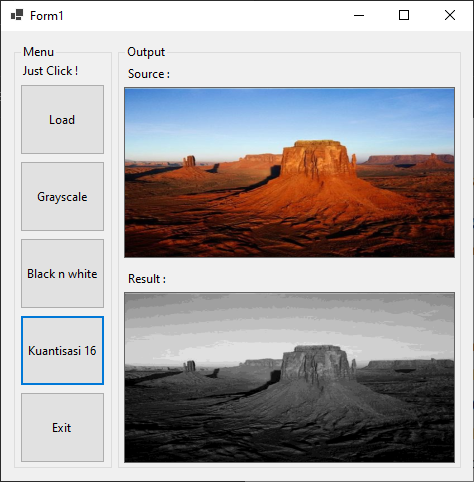 Form1
Menu
Just Click !
Load
Grayscale
Black n white
Kuantisasi 16
Exit
Output
Source :
Result :